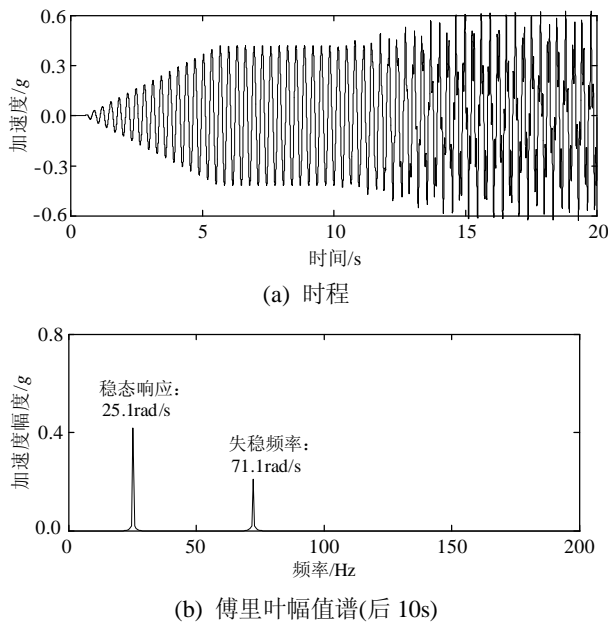 0.6
0.3
0.0
-0.3
-0.6
加速度/g
0 5 10 15 20
时间/s
(a) 时程
0.8
0.4
0.0
加速度幅度/g
稳态响应：
25.1rad/s
失稳频率：
71.1rad/s
0 50 100 150 200
频率/Hz
(b) 傅里叶幅值谱(后 10s)